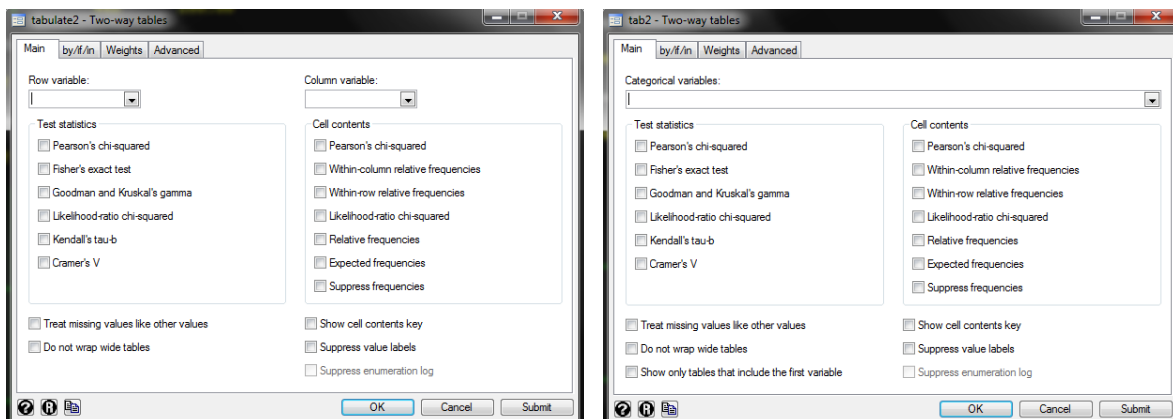 tabulate2 - Two-way tables
Main by/if/in Weights Advanced
Row variable: Column variable:
Test statistics Cell contents
Pearson's chi-squared Pearson's chi-squared
Fisher's exact test Within-column relative frequencies
Goodman and Kruskal's gamma Within-row relative frequencies
Likelihood-ratio chi-squared Likelihood-ratio chi-squared
Kendall's tau-b Relative frequencies
Cramer's V Expected frequencies
Suppress frequencies
Treat missing values like other values Show cell contents key
Do not wrap wide tables Suppress value labels
Suppress enumeration log
? R OK Cancel Submit
tab2 - Two-way tables
Main by/if/in Weights Advanced
Categorical variables:
Test statistics Cell contents
Pearson's chi-squared Pearson's chi-squared
Fisher's exact test Within-column relative frequencies
Goodman and Kruskal's gamma Within-row relative frequencies
Likelihood-ratio chi-squared Likelihood-ratio chi-squared
Kendall's tau-b Relative frequencies
Cramer's V Expected frequencies
Suppress frequencies
Treat missing values like other values Show cell contents key
Do not wrap wide tables Suppress value labels
Show only tables that include the first variable Suppress enumeration log
? R OK Cancel Submit